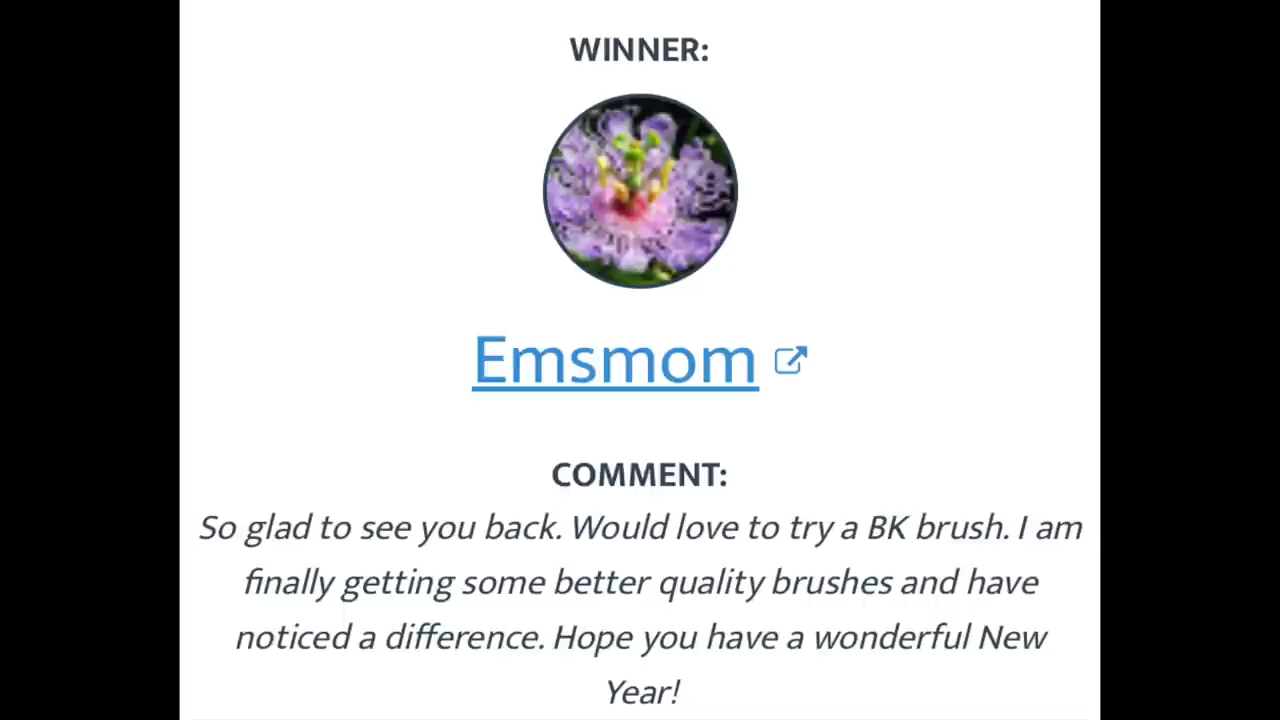 WINNER:
Emsmom
COMMENT:
So glad to see you back. Would love to try a BK brush. I am
finally getting some better quality brushes and have
noticed a difference. Hope you have a wonderful New
Year!